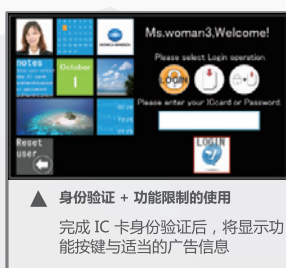 Ms.woman3,Welcome!
Please select Login operation.
LOGIN
Please enter your ICcard or Password.
KONICA MINOLTA
notes
October
1
Reset
user
LOGIN
身份验证 + 功能限制的使用
完成 IC 卡身份验证后，将显示功
能按键与适当的广告信息